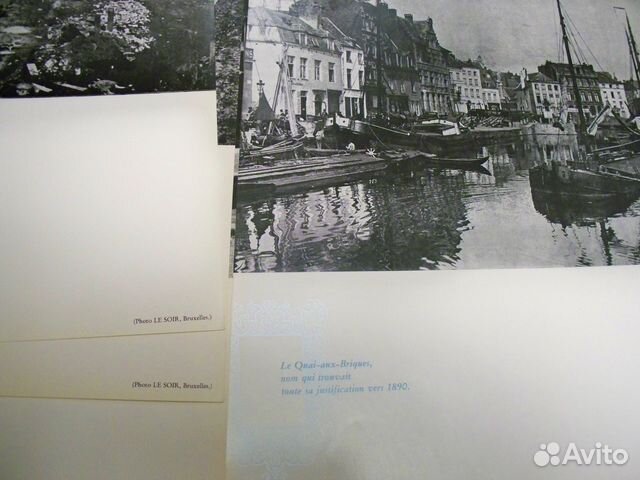 (Photo LE SOIR, Bruxelles.)
(Photo LE SOIR, Bruxelles.)
Le Quai-aux-Briques,
nom qui trouvait
toute sa justification vers 1890.
Avito